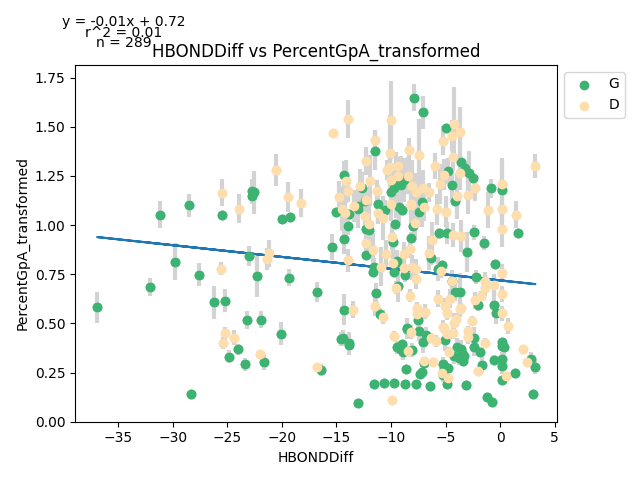 y = -0.01x + 0.72
r^2 = 0.01
n = 289
HBONDDiff vs PercentGpA_transformed
G
D
PercentGpA_transformed
1.75
1.50
1.25
1.00
0.75
0.50
0.25
0.00
−35
−30
−25
−20
−15
−10
−5
0
5
HBONDDiff